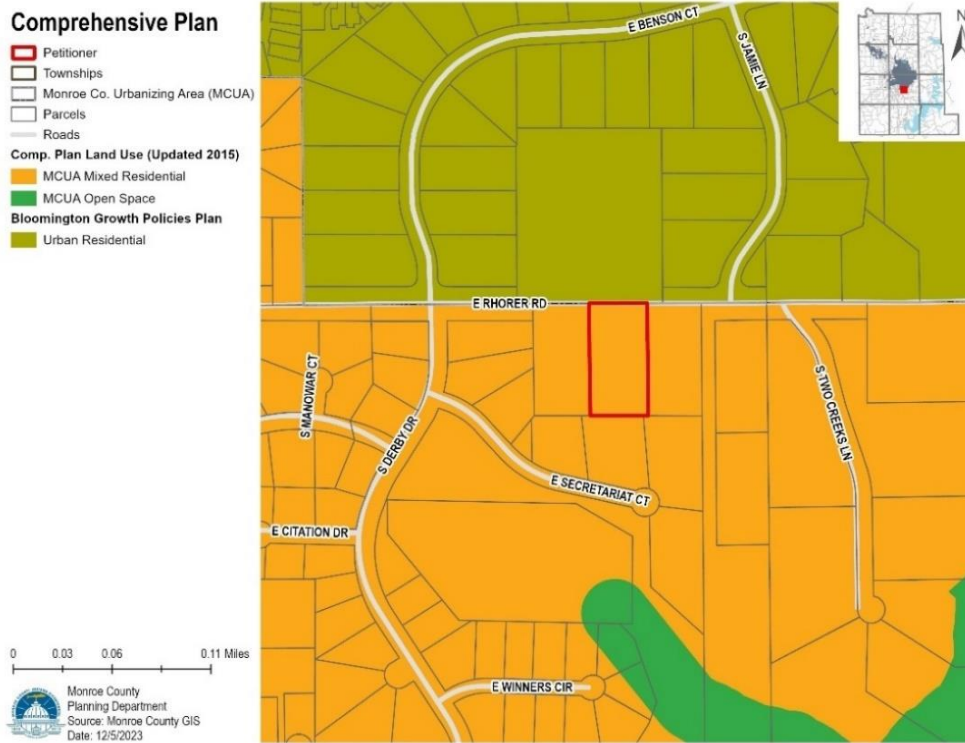 Comprehensive Plan
Petitioner
Townships
Monroe Co. Urbanizing Area (MCUA)
Parcels
Roads
Comp. Plan Land Use (Updated 2015)
MCUA Mixed Residential
MCUA Open Space
Bloomington Growth Policies Plan
Urban Residential
0 0.03 0.06 0.11 Miles
Monroe County
Planning Department
Source: Monroe County GIS
Date: 12/5/2023
N
E BENSON CT
S JAMIE LN
E RHORER RD
S MANOWAR CT
S DERBY DR
S TWO CREEKS LN
E SECRETARIAT CT
E CITATION DR
E WINNERS CIR